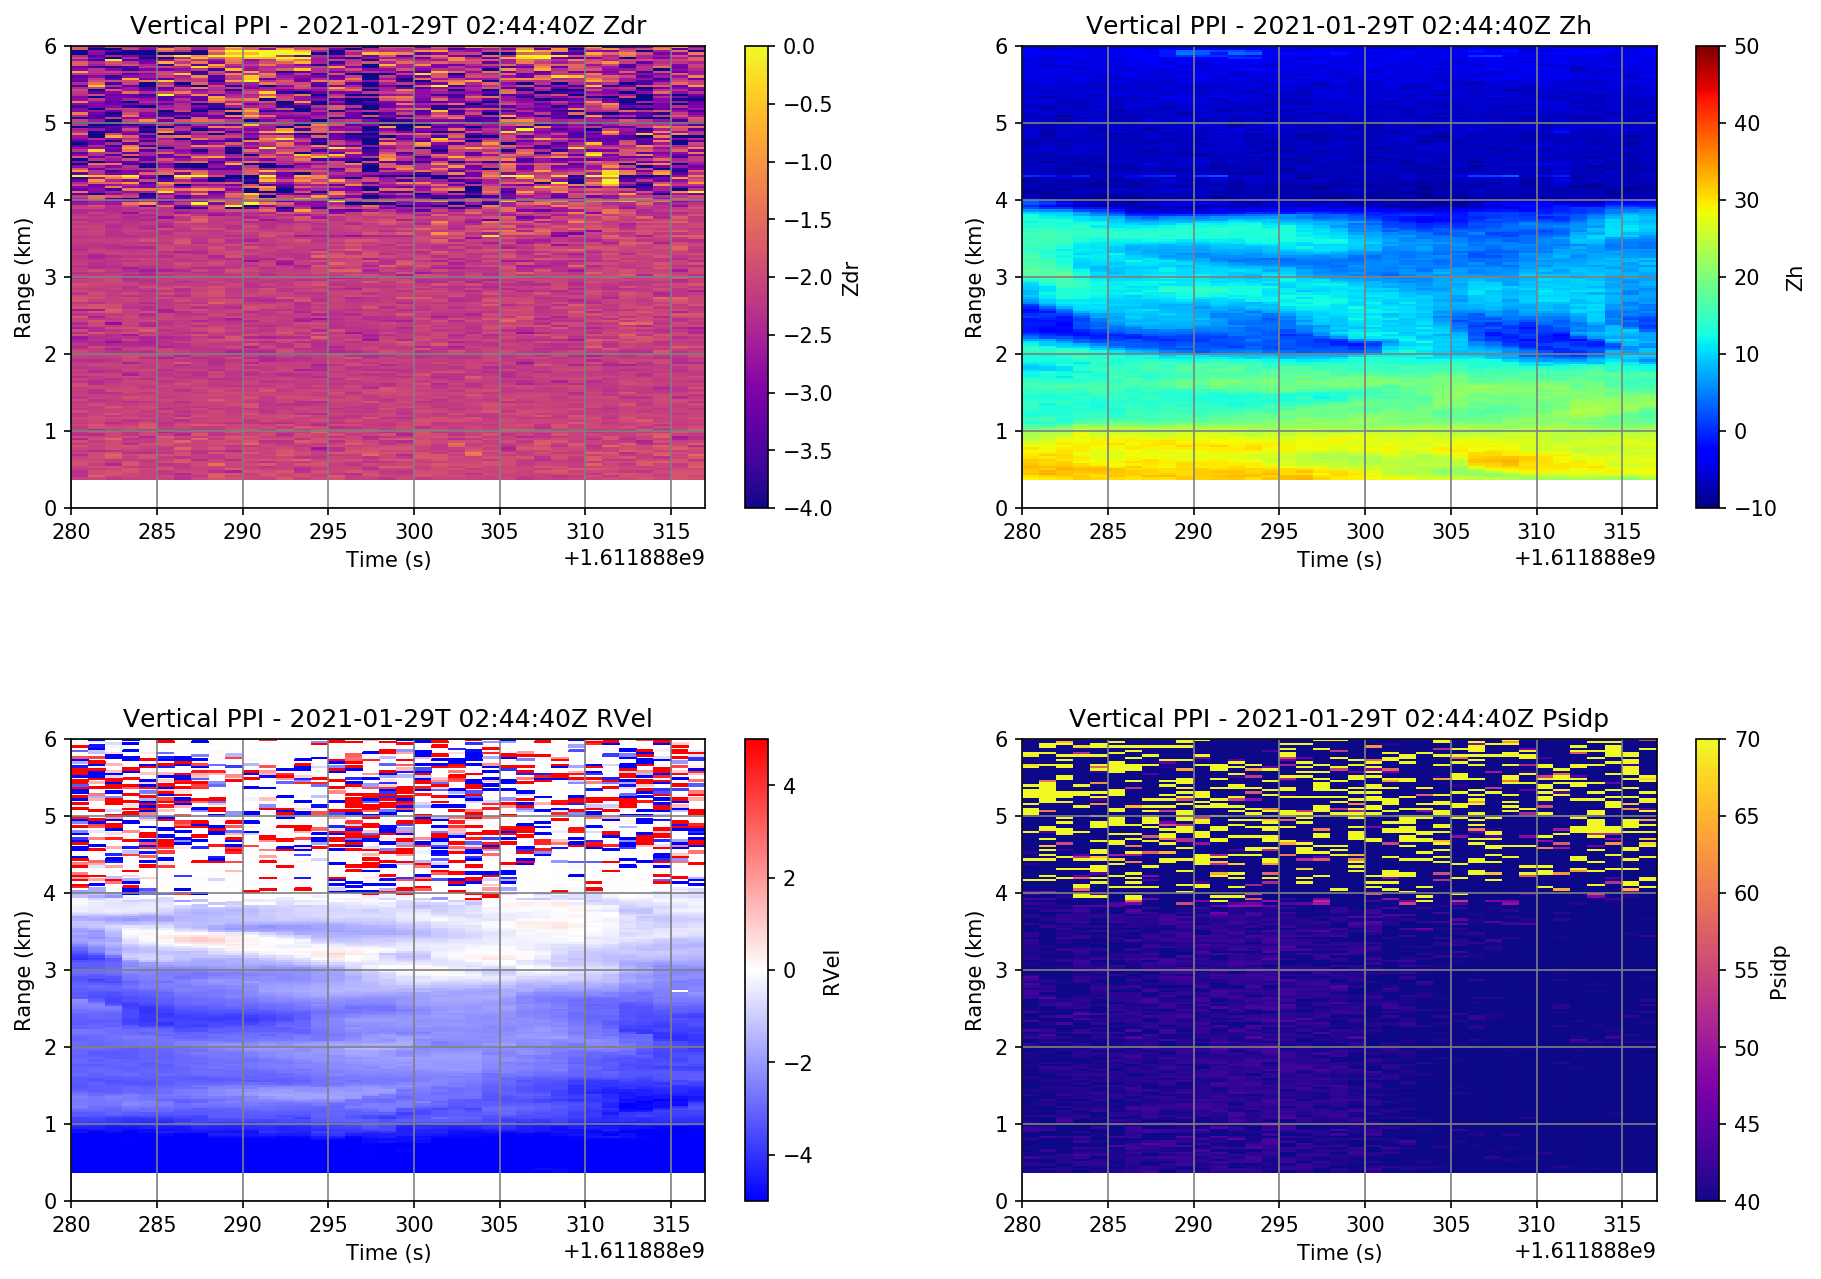 Vertical PPI - 2021-01-29T 02:44:40Z Zdr
6
5
4
3
2
1
0
Range (km)
280 285 290 295 300 305 310 315
Time (s)
+1.611888e9
0.0
−0.5
−1.0
−1.5
−2.0
−2.5
−3.0
−3.5
−4.0
Zdr
Vertical PPI - 2021-01-29T 02:44:40Z Zh
6
5
4
3
2
1
0
Range (km)
280 285 290 295 300 305 310 315
Time (s)
+1.611888e9
50
40
30
20
10
0
−10
Zh
Vertical PPI - 2021-01-29T 02:44:40Z RVel
6
5
4
3
2
1
0
Range (km)
280 285 290 295 300 305 310 315
Time (s)
+1.611888e9
4
2
0
−2
−4
RVel
Vertical PPI - 2021-01-29T 02:44:40Z Psidp
6
5
4
3
2
1
0
Range (km)
280 285 290 295 300 305 310 315
Time (s)
+1.611888e9
70
65
60
55
50
45
40
Psidp